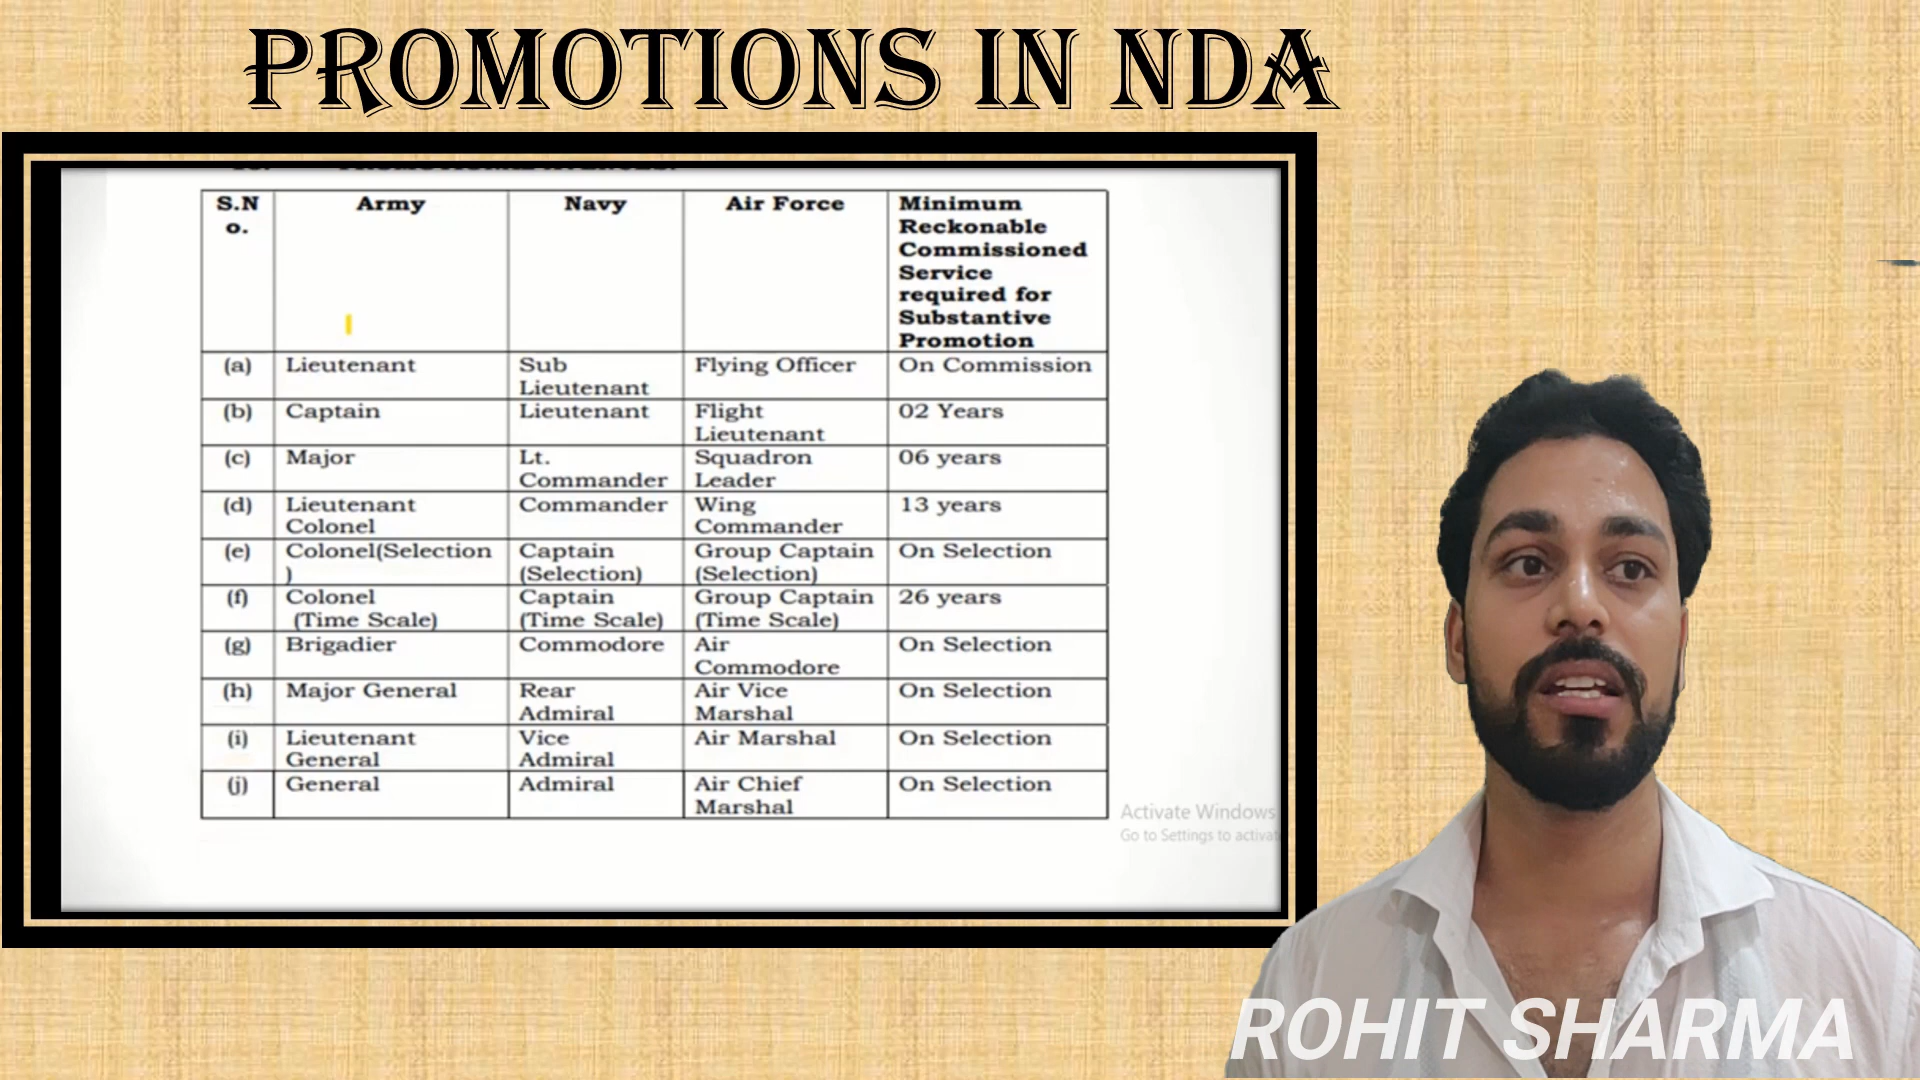 PROMOTIONS IN NDA
S.N
o.
Army
Navy
Air Force
Minimum
Reckonable
Commissioned
Service
required for
Substantive
Promotion
(a) Lieutenant Sub Flying Officer On Commission
Lieutenant
(b) Captain Lieutenant Flight 02 Years
Lieutenant
(c) Major Lt. Squadron 06 years
Commander Leader
(d) Lieutenant Commander Wing 13 years
Colonel Commander
(e) Colonel(Selection Captain Group Captain On Selection
) (Selection) (Selection)
(f) Colonel Captain Group Captain 26 years
(Time Scale) (Time Scale) (Time Scale)
(g) Brigadier Commodore Air On Selection
Commodore
(h) Major General Rear Air Vice On Selection
Admiral Marshal
(i) Lieutenant Vice Air Marshal On Selection
General Admiral
(j) General Admiral Air Chief On Selection
Marshal
Activate Windows
Go to Settings to activa
ROHIT SHARMA